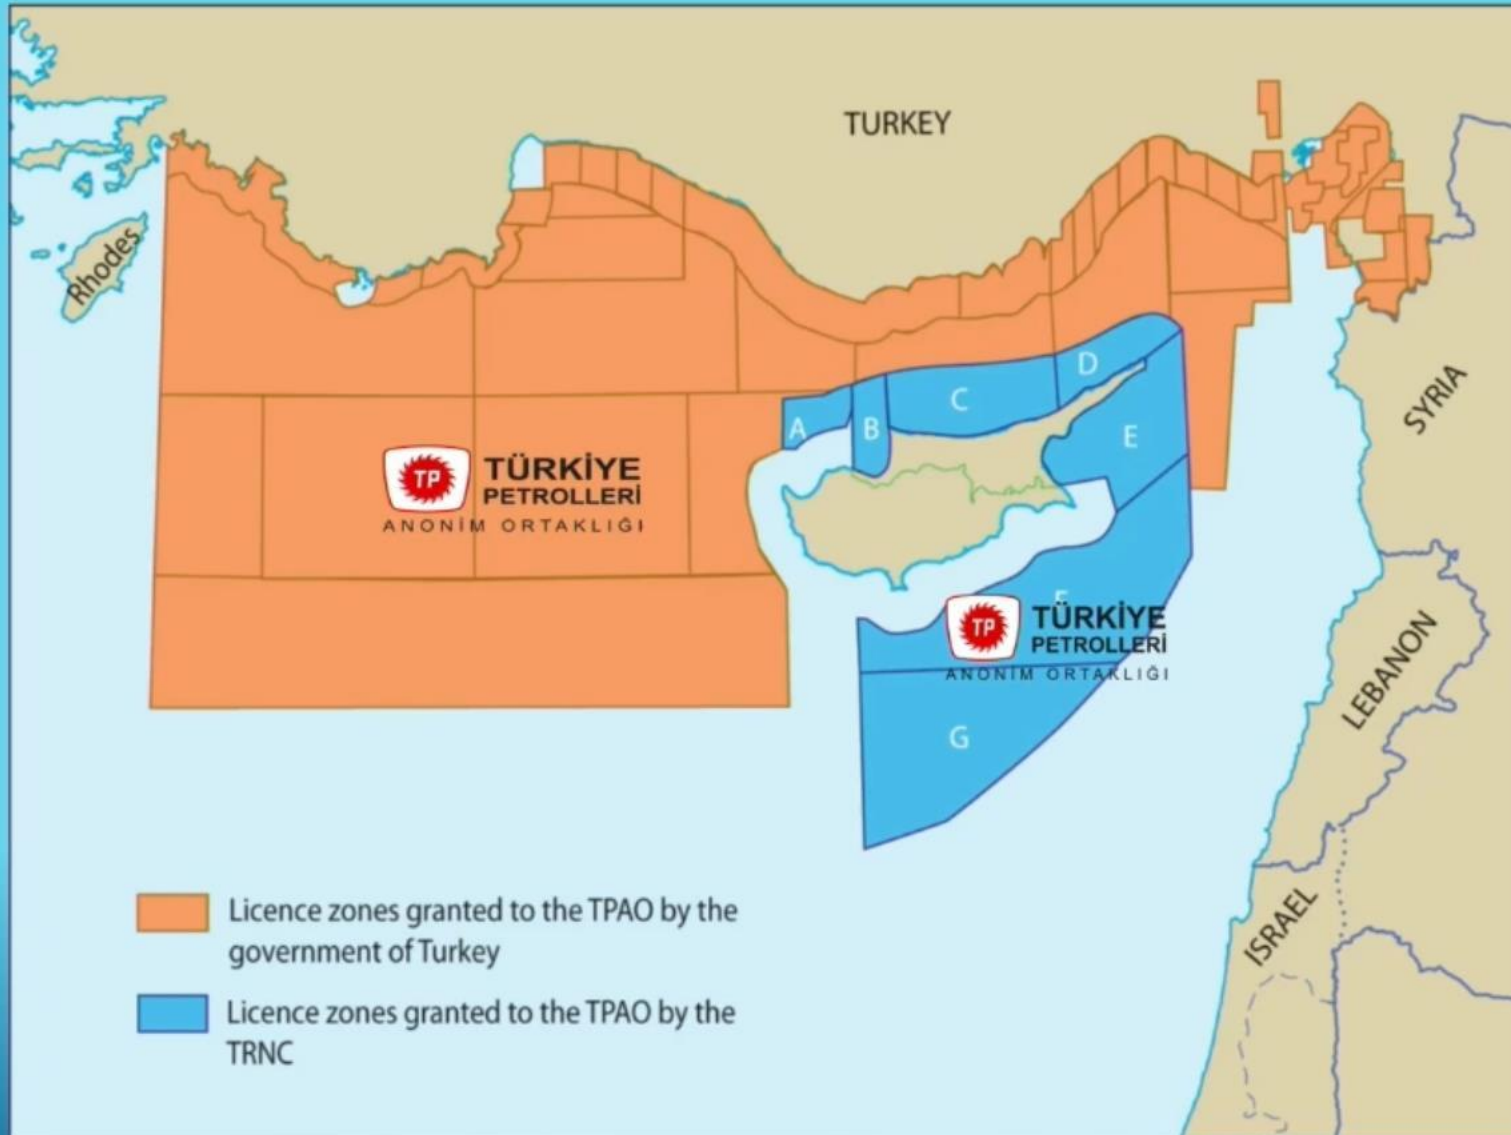 TURKEY
Rhodes
SYRIA
A
B
C
D
E
TP
TÜRKİYE
PETROLLERİ
ANONİM ORTAKLIĞI
F
TP
TÜRKİYE
PETROLLERİ
ANONİM ORTAKLIĞI
G
LEBANON
ISRAEL
Licence zones granted to the TPAO by the
government of Turkey
Licence zones granted to the TPAO by the
TRNC